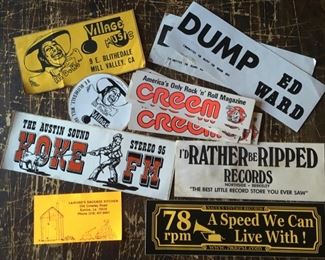 Village
Music
9 E. BLITHEDALE
MILL VALLEY, CA
DUMP
ED
WARD
America's Only Rock 'n' Roll Magazine
CREEM
CREEM
THE AUSTIN SOUND
STEREO 95
KOKE
FM
I'D RATHER BE RIPPED
RECORDS
NORTHSIDE - BERKELEY
"THE BEST LITTLE RECORD STORE YOU EVER SAW"
78
rpm
A Speed We Can
Live With !